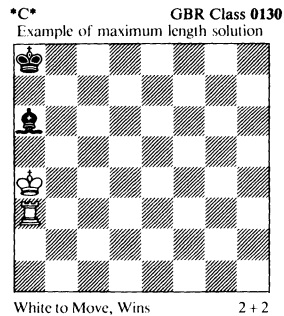 *C* GBR Class 0130
Example of maximum length solution
White to Move, Wins 2 + 2